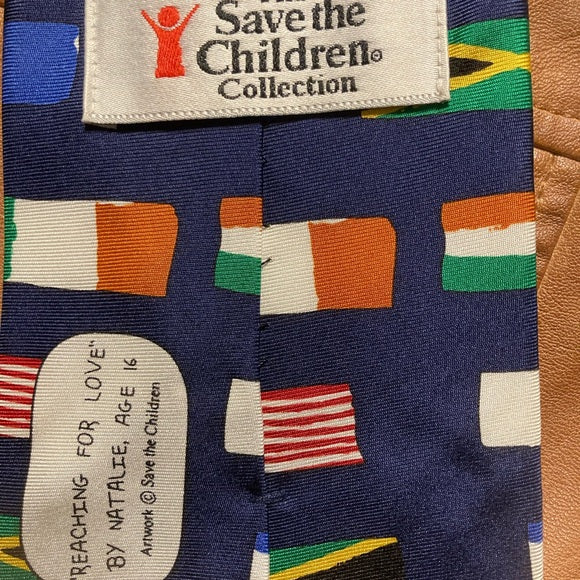 Save the
Children®
Collection
"REACHING FOR LOVE"
BY NATALIE, AGE 16
Artwork © Save the Children